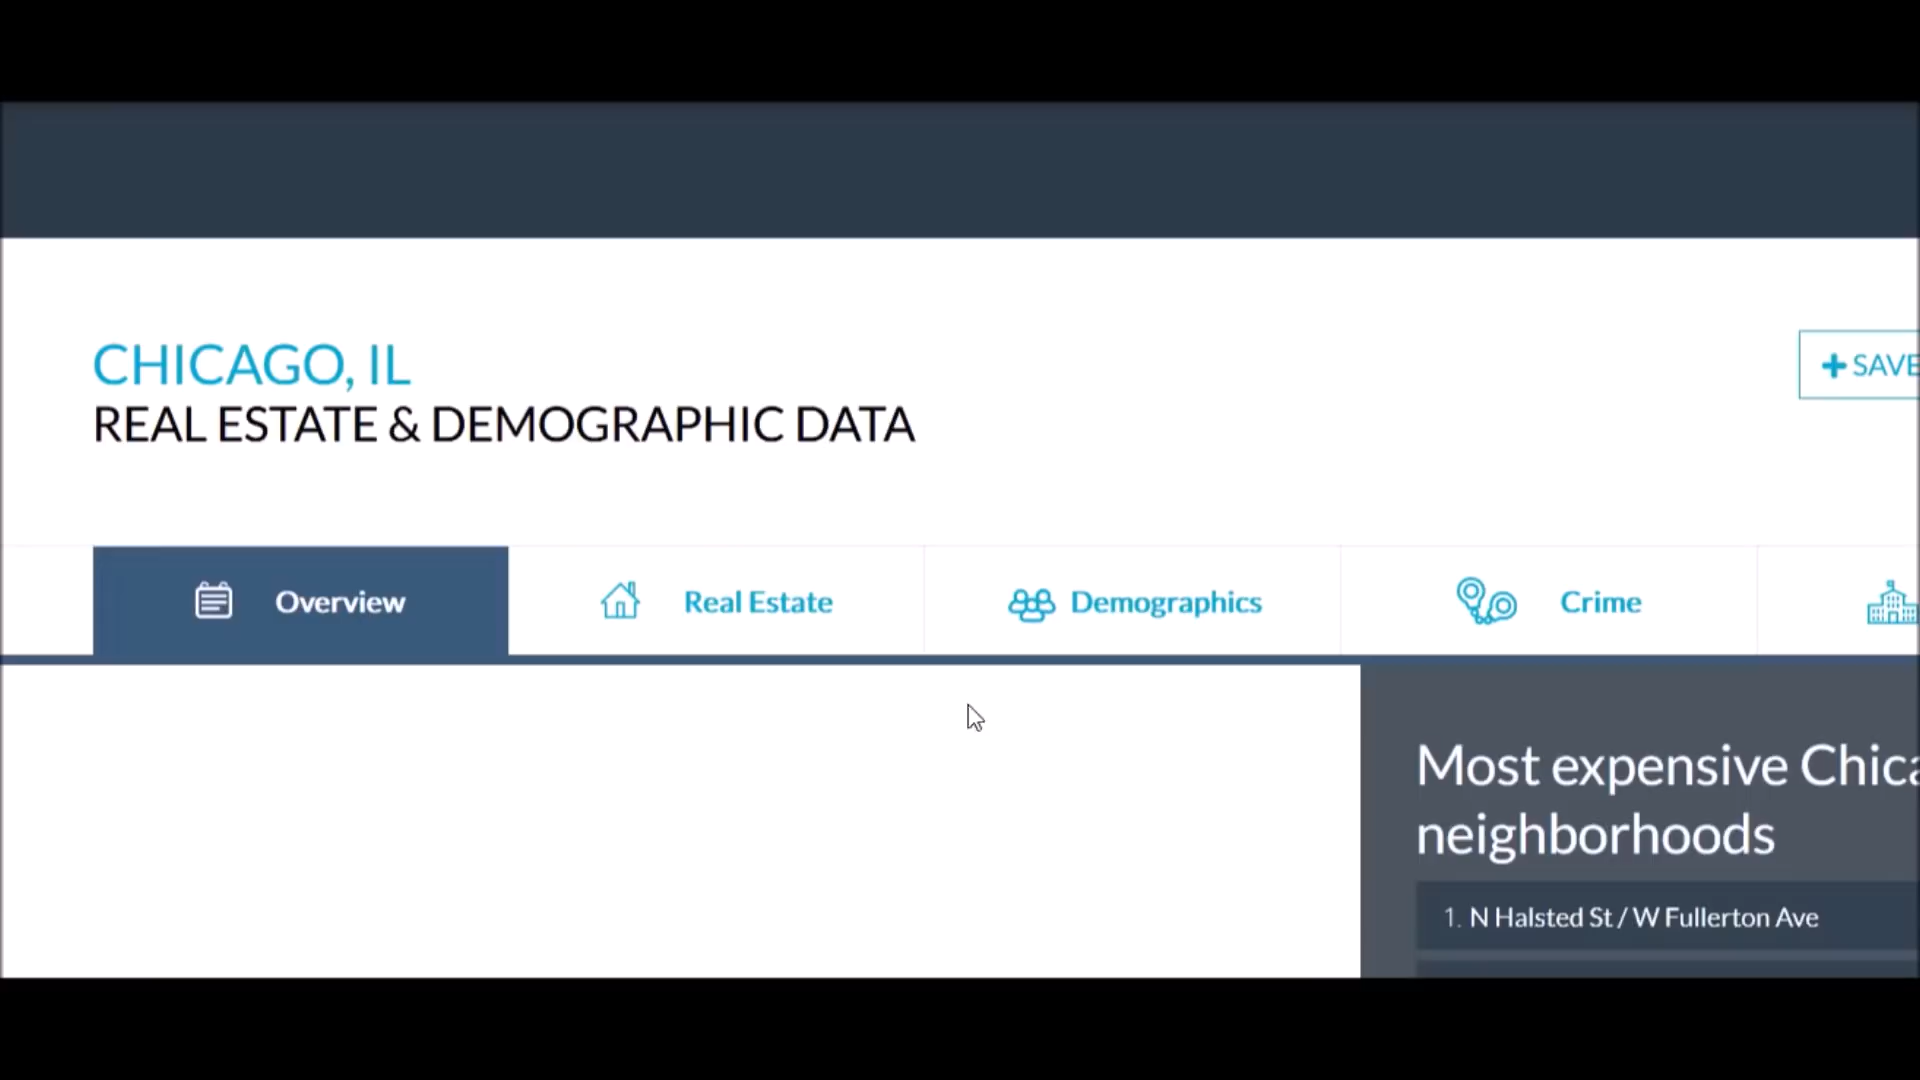 CHICAGO, IL
REAL ESTATE & DEMOGRAPHIC DATA
SAVE
Overview
Real Estate
Demographics
Crime
Most expensive
neighborhoods
1. N Halsted St / W Fullerton Ave